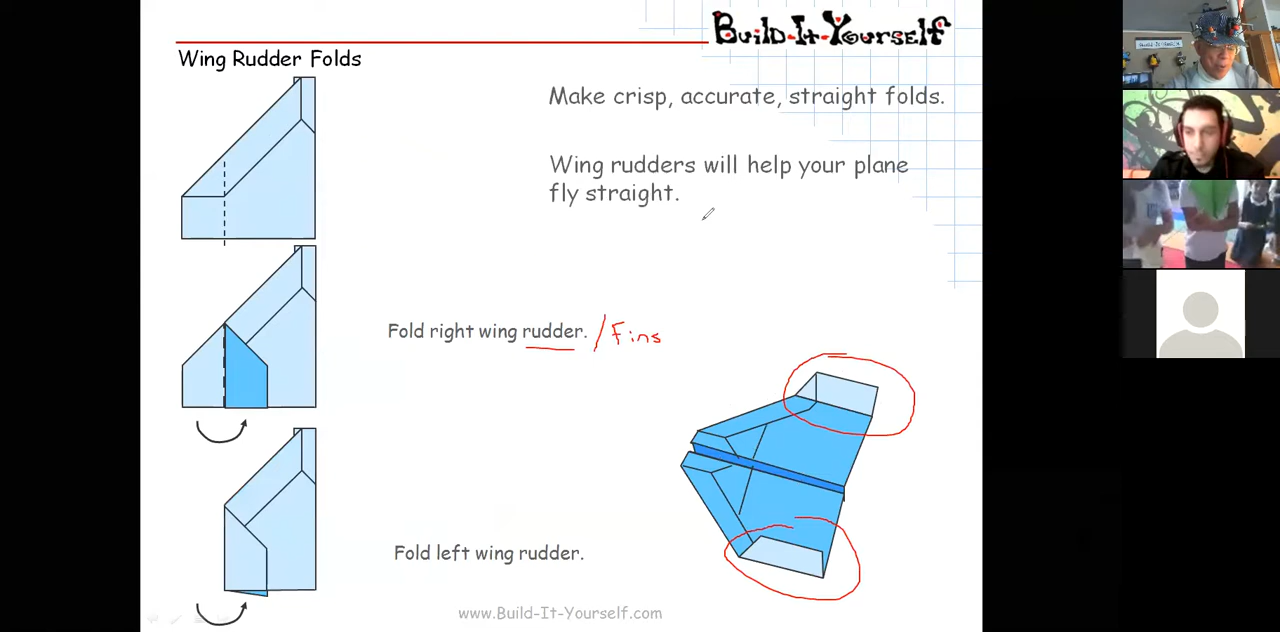 Build-It-Yourself
Wing Rudder Folds
Make crisp, accurate, straight folds.
Wing rudders will help your plane
fly straight.
Fold right wing rudder. / Fins
Fold left wing rudder.
www.Build-It-Yourself.com